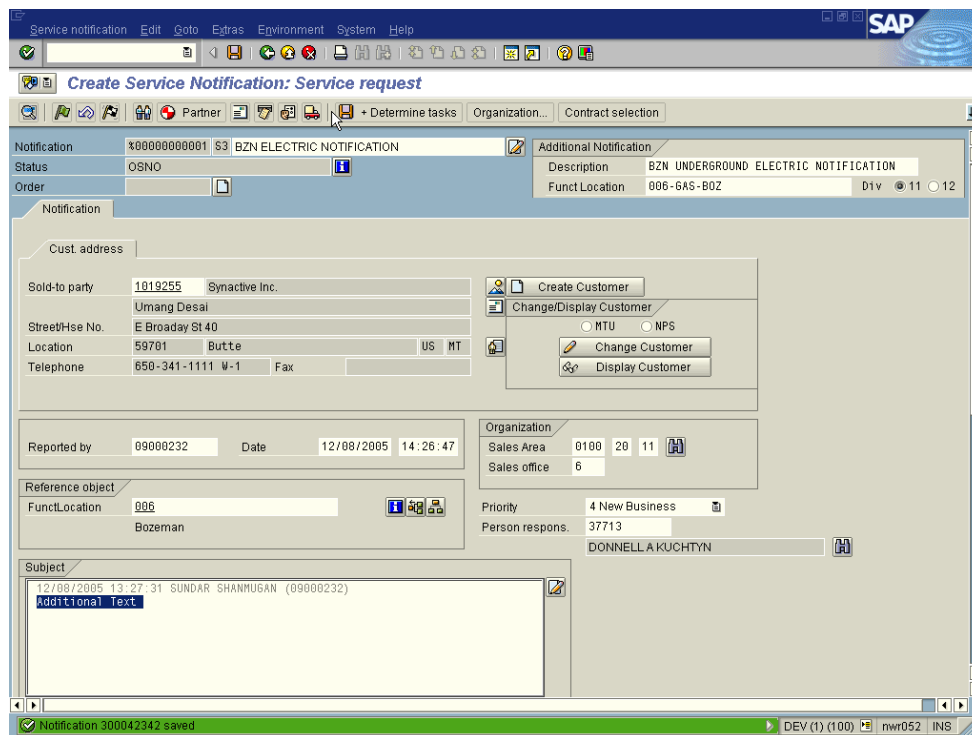 Service notification Edit Goto Extras Environment System Help
SAP
Create Service Notification: Service request
Partner + Determine tasks Organization... Contract selection
Notification %00000000001 S3 BZN ELECTRIC NOTIFICATION
Status OSNO
Order
Additional Notification
Description BZN UNDERGROUND ELECTRIC NOTIFICATION
Funct Location 006-GAS-BOZ Div 11 12
Notification
Cust. address
Sold-to party 1019255 Synactive Inc.
Umang Desai
Street/Hse No. E Broaday St 40
Location 59701 Butte US MT
Telephone 650-341-1111 W-1 Fax
Create Customer
Change/Display Customer
MTU NPS
Change Customer
Display Customer
Reported by 09000232 Date 12/08/2005 14:26:47
Organization
Sales Area 0100 20 11
Sales office 6
Reference object
FunctLocation 006
Bozeman
Priority 4 New Business
Person respons. 37713
DONNELL A KUCHTYN
Subject
12/08/2005 13:27:31 SUNDAR SHANMUGAN (09000232)
Additional Text
Notification 300042342 saved
DEV (1) (100) nwr052 INS